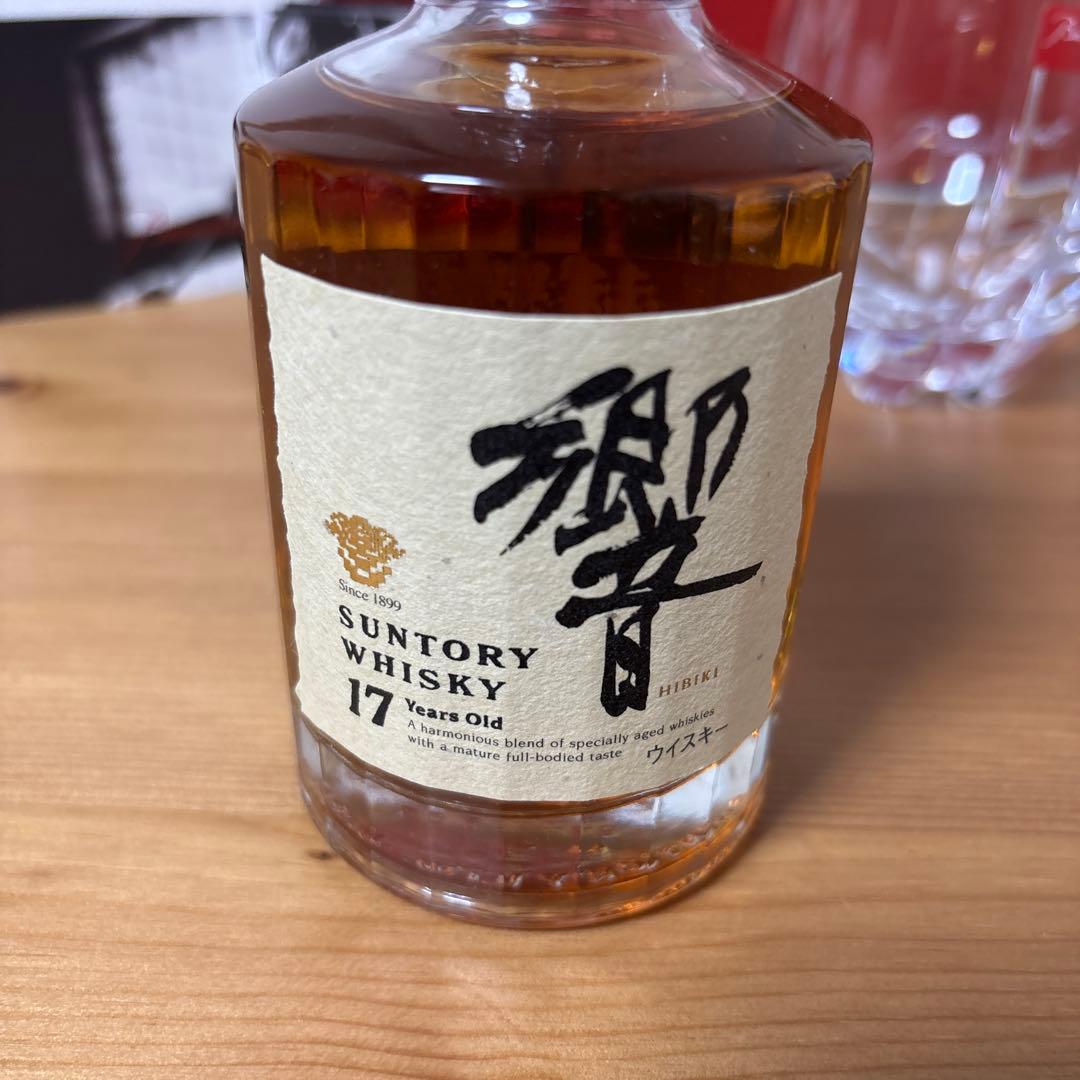 響
HIBIKI
Since 1899
SUNTORY
WHISKY
17 Years Old
A harmonious blend of specially aged whiskies
with a mature full-bodied taste
ウイスキー